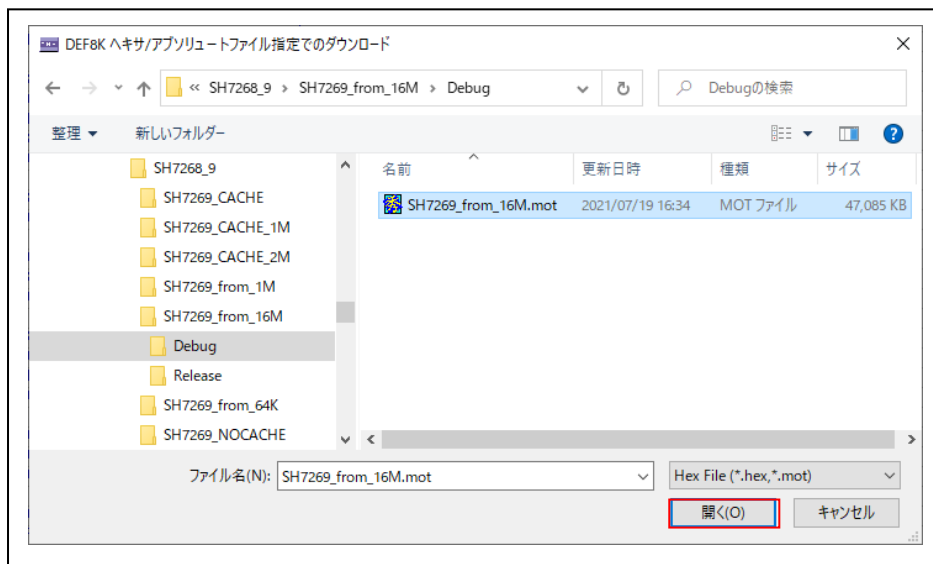 DEF8K ヘキサ/アブソリュートファイル指定でのダウンロード
« SH7268_9 › SH7269_from_16M › Debug
Debugの検索
整理 新しいフォルダー
名前 更新日時 種類 サイズ
SH7268_9
SH7269_CACHE
SH7269_CACHE_1M
SH7269_CACHE_2M
SH7269_from_1M
SH7269_from_16M
Debug
Release
SH7269_from_64K
SH7269_NOCACHE
SH7269_from_16M.mot 2021/07/19 16:34 MOT ファイル 47,085 KB
ファイル名(N): SH7269_from_16M.mot
Hex File (*.hex,*.mot)
開く(O) キャンセル